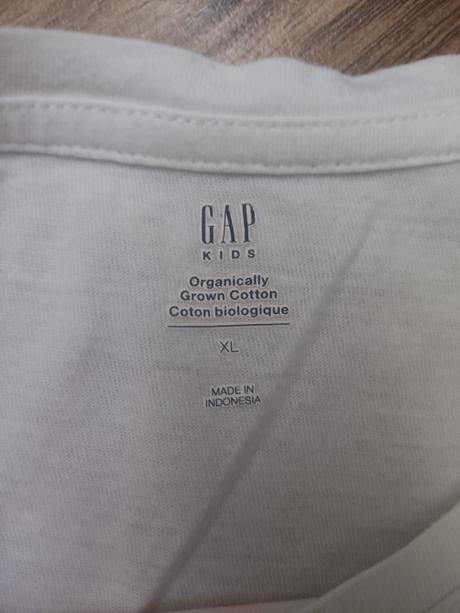 GAP
KIDS
Organically
Grown Cotton
Coton biologique
XL
MADE IN
INDONESIA